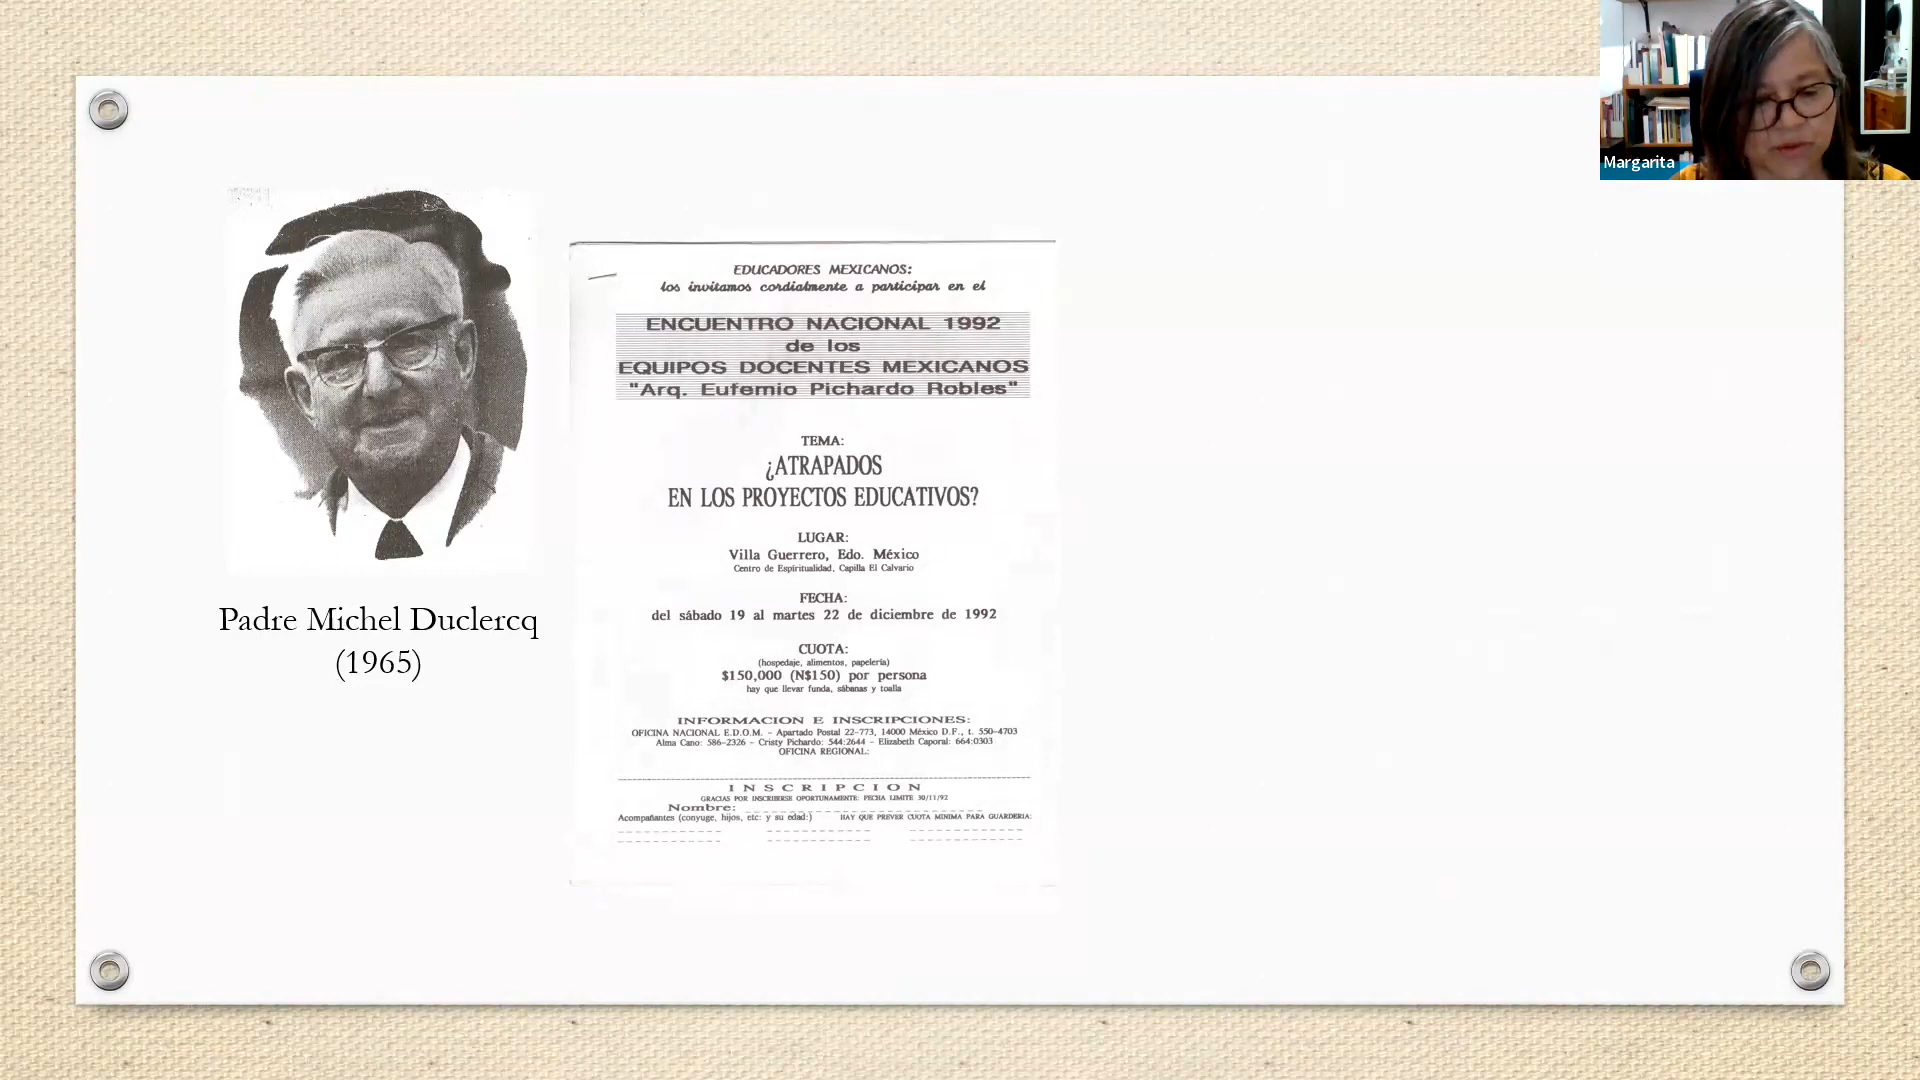 Margarita
Padre Michel Duclercq
(1965)
EDUCADORES MEXICANOS:
los invitamos cordialmente a participar en el
ENCUENTRO NACIONAL 1992
de los
EQUIPOS DOCENTES MEXICANOS
"Arq. Eufemio Pichardo Robles"
TEMA:
¿ATRAPADOS
EN LOS PROYECTOS EDUCATIVOS?
LUGAR:
Villa Guerrero, Edo. México
Centro de Espiritualidad, Capilla El Calvario
FECHA:
del sábado 19 al martes 22 de diciembre de 1992
CUOTA:
(hospedaje, alimentos, papelería)
$150,000 (N$150) por persona
hay que llevar funda, sábanas y toalla
INFORMACION E INSCRIPCIONES:
OFICINA NACIONAL E.D.O.M. - Apartado Postal 22-773, 14000 México D.F., t. 550-4703
Alma Cano: 586-2326 - Cristy Pichardo: 544:2644 - Elizabeth Caporal: 664:0303
OFICINA REGIONAL:
INSCRIPCION
GRACIAS POR INSCRIBIRSE OPORTUNAMENTE: FECHA LIMITE 30/11/92
Nombre:
Acompañantes (conyuge, hijos, etc: y su edad:) HAY QUE PREVER CUOTA MINIMA PARA GUARDERIA: